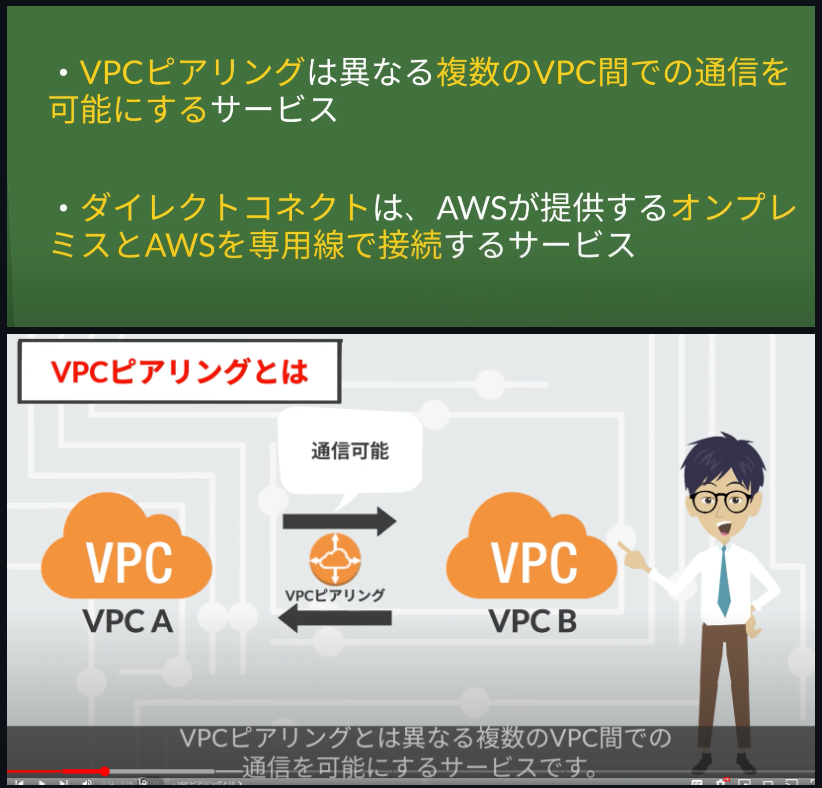 ・VPCピアリングは異なる複数のVPC間での通信を
可能にするサービス
・ダイレクトコネクトは、AWSが提供するオンプレ
ミスとAWSを専用線で接続するサービス
VPCピアリングとは
通信可能
VPC
VPC
VPCピアリング
VPC A
VPC B
VPCピアリングとは異なる複数のVPC間での
通信を可能にするサービスです。